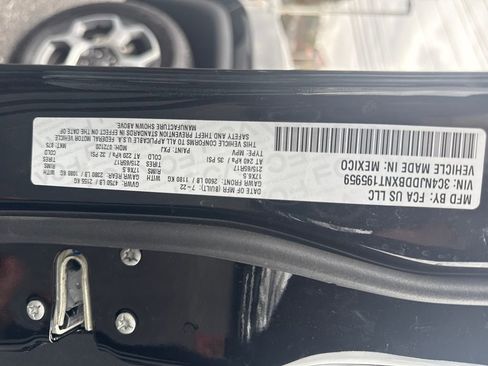 MFD. BY: FCA US LLC
VIN: 3C4NJDDBXNT195959
VEHICLE MADE IN: MEXICO
DATE OF MFR (BUILT): 7-22 GVWR: 4750 LB 2155 KG
GAWR FRONT: 2600 LB 1180 KG WITH GAWR REAR: 2380 LB 1080 KG WITH
17X6.5 RIMS 17X6.5 RIMS
215/65R17 TIRES 215/65R17 TIRES
AT 240 kPa 35 PSI COLD AT 220 kPa 32 PSI COLD
TYPE: MPV PAINT: PXJ MDH: 072120
THIS VEHICLE CONFORMS TO ALL APPLICABLE U.S.A. FEDERAL MOTOR VEHICLE
SAFETY AND THEFT PREVENTION STANDARDS IN EFFECT ON THE DATE OF
MANUFACTURE SHOWN ABOVE.